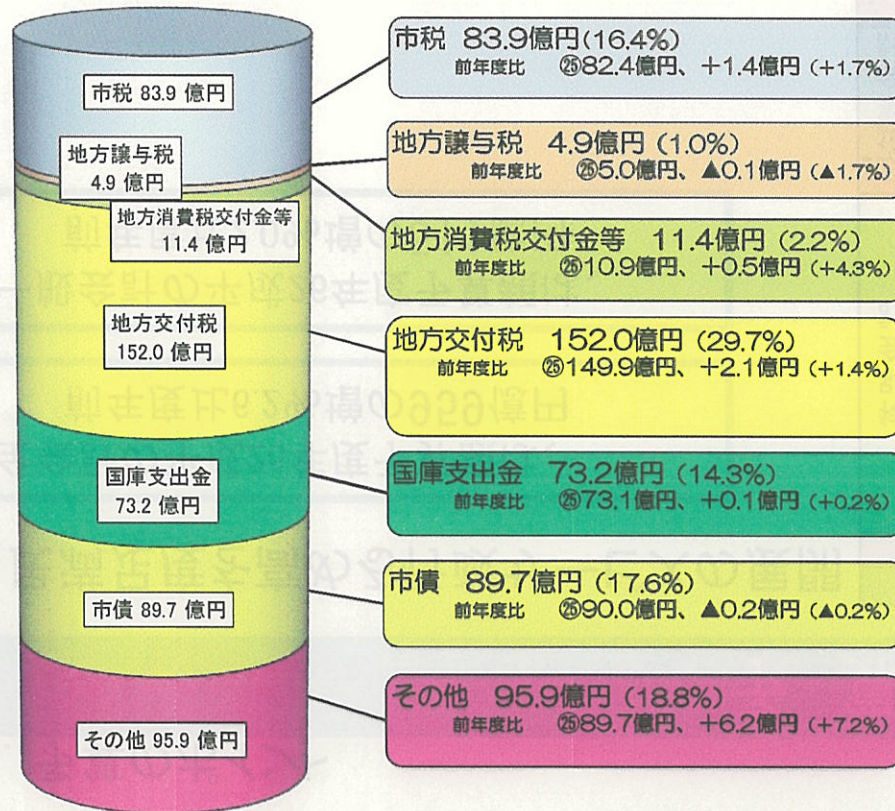 市税 83.9 億円
地方譲与税
4.9 億円
地方消費税交付金等
11.4 億円
地方交付税
152.0 億円
国庫支出金
73.2 億円
市債 89.7 億円
その他 95.9 億円
市税 83.9億円(16.4%)
前年度比 ㉕82.4億円、+1.4億円 (+1.7%)
地方譲与税 4.9億円 (1.0%)
前年度比 ㉕5.0億円、▲0.1億円 (▲1.7%)
地方消費税交付金等 11.4億円 (2.2%)
前年度比 ㉕10.9億円、+0.5億円 (+4.3%)
地方交付税 152.0億円 (29.7%)
前年度比 ㉕149.9億円、+2.1億円 (+1.4%)
国庫支出金 73.2億円 (14.3%)
前年度比 ㉕73.1億円、+0.1億円 (+0.2%)
市債 89.7億円 (17.6%)
前年度比 ㉕90.0億円、▲0.2億円 (▲0.2%)
その他 95.9億円 (18.8%)
前年度比 ㉕89.7億円、+6.2億円 (+7.2%)